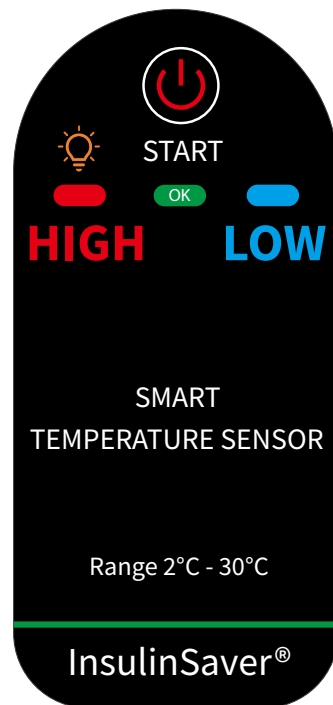 START
OK
HIGH LOW
SMART
TEMPERATURE SENSOR
Range 2°C - 30°C
InsulinSaver®